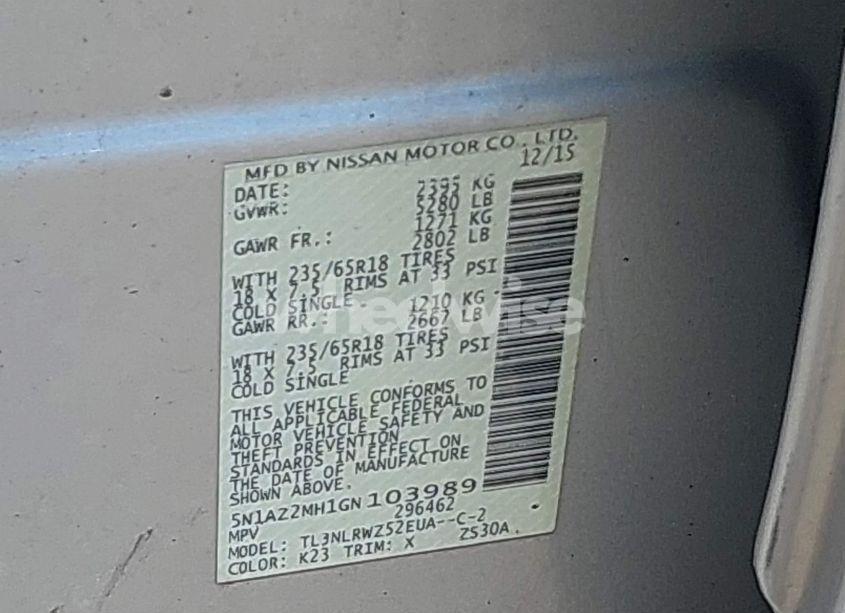 MFD BY NISSAN MOTOR CO., LTD.
DATE: 12/15
GVWR: 2395 KG
5280 LB
GAWR FR.: 1271 KG
2802 LB
WITH 235/65R18 TIRES
18 X 7.5 RIMS AT 33 PSI
COLD SINGLE
GAWR RR.: 1210 KG
2667 LB
WITH 235/65R18 TIRES
18 X 7.5 RIMS AT 33 PSI
COLD SINGLE
THIS VEHICLE CONFORMS TO
ALL APPLICABLE FEDERAL
MOTOR VEHICLE SAFETY AND
THEFT PREVENTION
STANDARDS IN EFFECT ON
THE DATE OF MANUFACTURE
SHOWN ABOVE.
5N1AZ2MH1GN103989
MPV 296462
MODEL: TL3NLRWZ52EUA--C-2
COLOR: K23 TRIM: X ZS30A
wheelwise